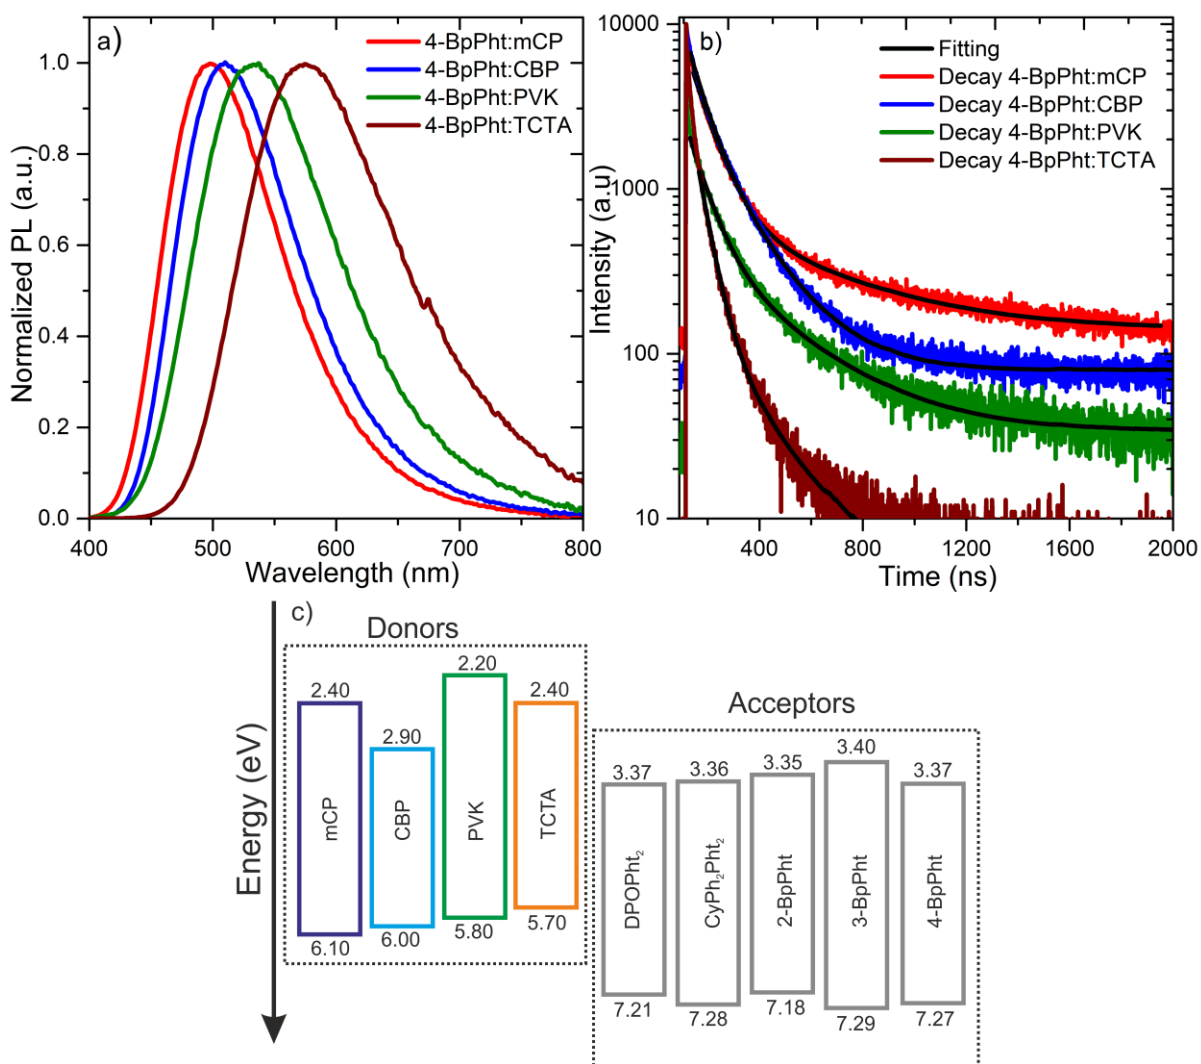 a)
4-BpPht:mCP
4-BpPht:CBP
4-BpPht:PVK
4-BpPht:TCTA
1.0
0.8
0.6
0.4
0.2
0.0
Normalized PL (a.u.)
400 500 600 700 800
Wavelength (nm)
b)
Fitting
Decay 4-BpPht:mCP
Decay 4-BpPht:CBP
Decay 4-BpPht:PVK
Decay 4-BpPht:TCTA
10000
1000
100
10
Intensity (a.u)
400 800 1200 1600 2000
Time (ns)
c)
Energy (eV)
Donors
2.40 2.90 2.20 2.40
mCP CBP PVK TCTA
6.10 6.00 5.80 5.70
Acceptors
3.37 3.36 3.35 3.40 3.37
DPOPht₂ CyPh₂Pht₂ 2-BpPht 3-BpPht 4-BpPht
7.21 7.28 7.18 7.29 7.27